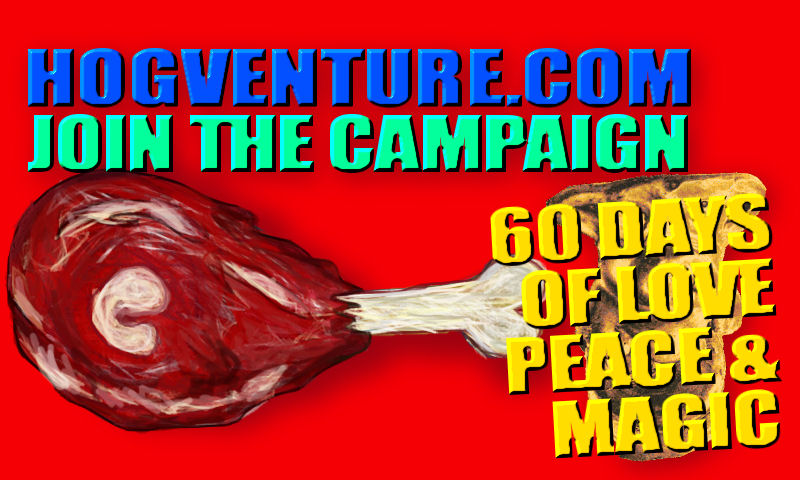 HOGVENTURE.COM
JOIN THE CAMPAIGN
60 DAYS
OF LOVE
PEACE &
MAGIC